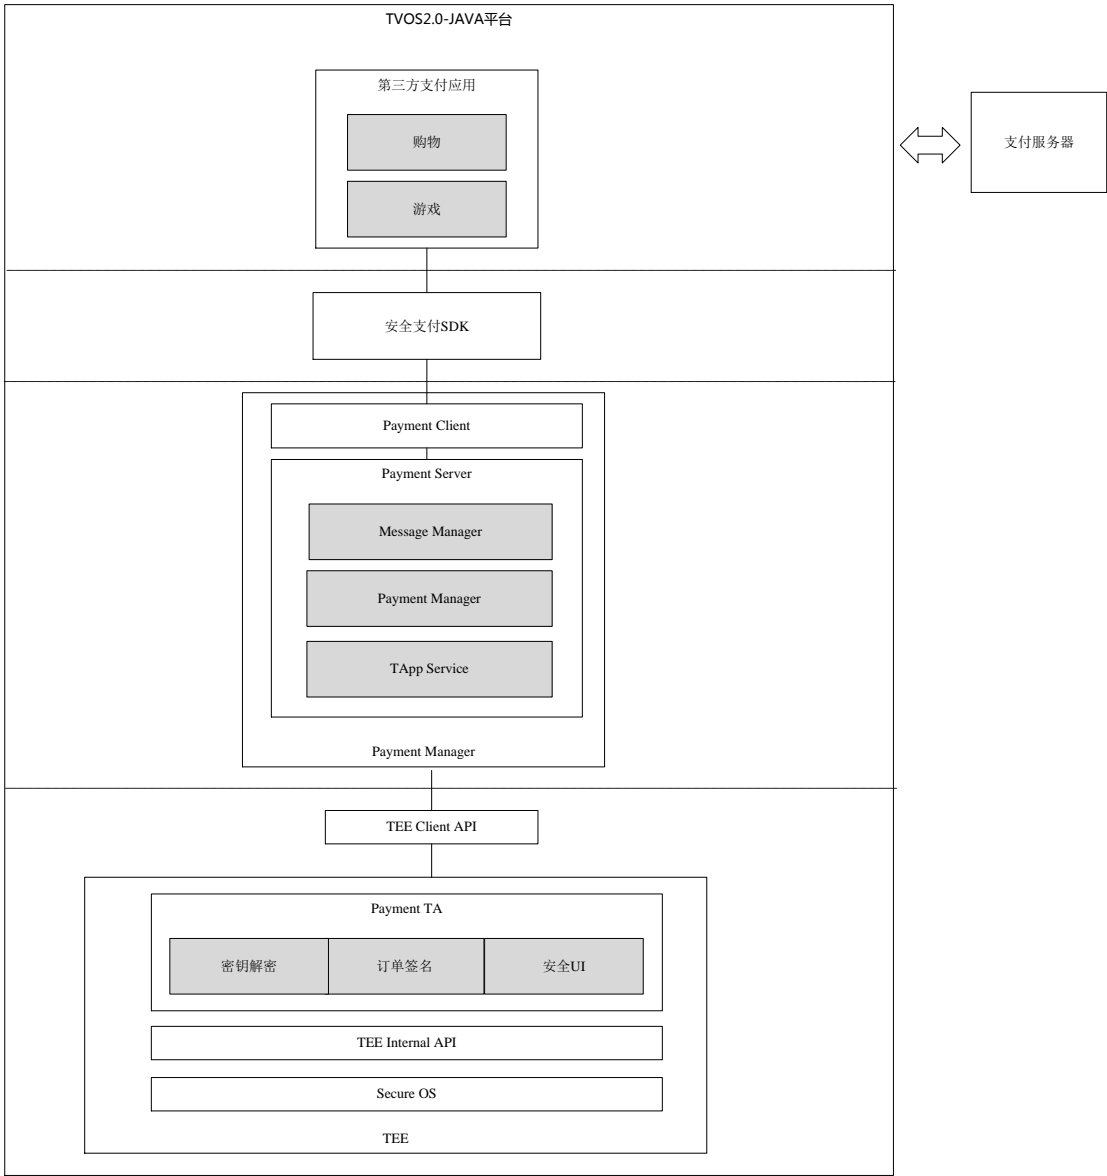 TVOS2.0-JAVA平台
第三方支付应用
购物
支付服务器
游戏
安全支付SDK
Payment Client
Payment Server
Message Manager
Payment Manager
TApp Service
Payment Manager
TEE Client API
Payment TA
密钥解密 订单签名 安全UI
TEE Internal API
Secure OS
TEE